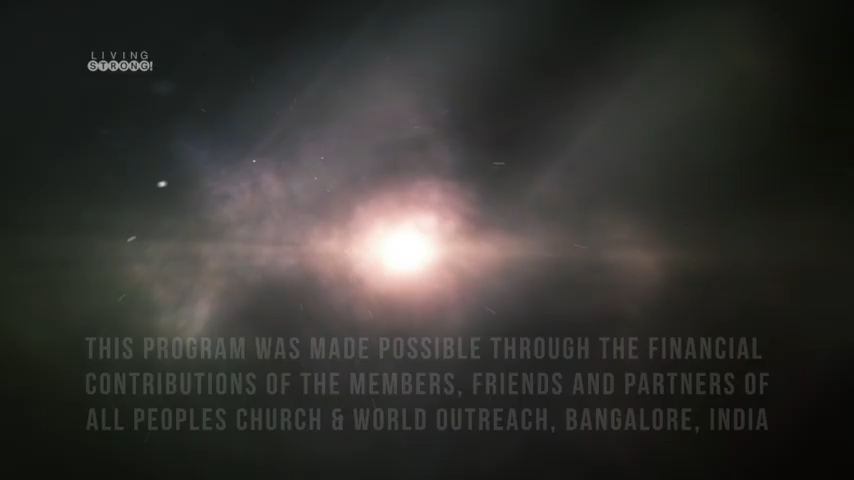 LIVING
STRONG!
THIS PROGRAM WAS MADE POSSIBLE THROUGH THE FINANCIAL
CONTRIBUTIONS OF THE MEMBERS, FRIENDS AND PARTNERS OF
ALL PEOPLES CHURCH & WORLD OUTREACH, BANGALORE, INDIA